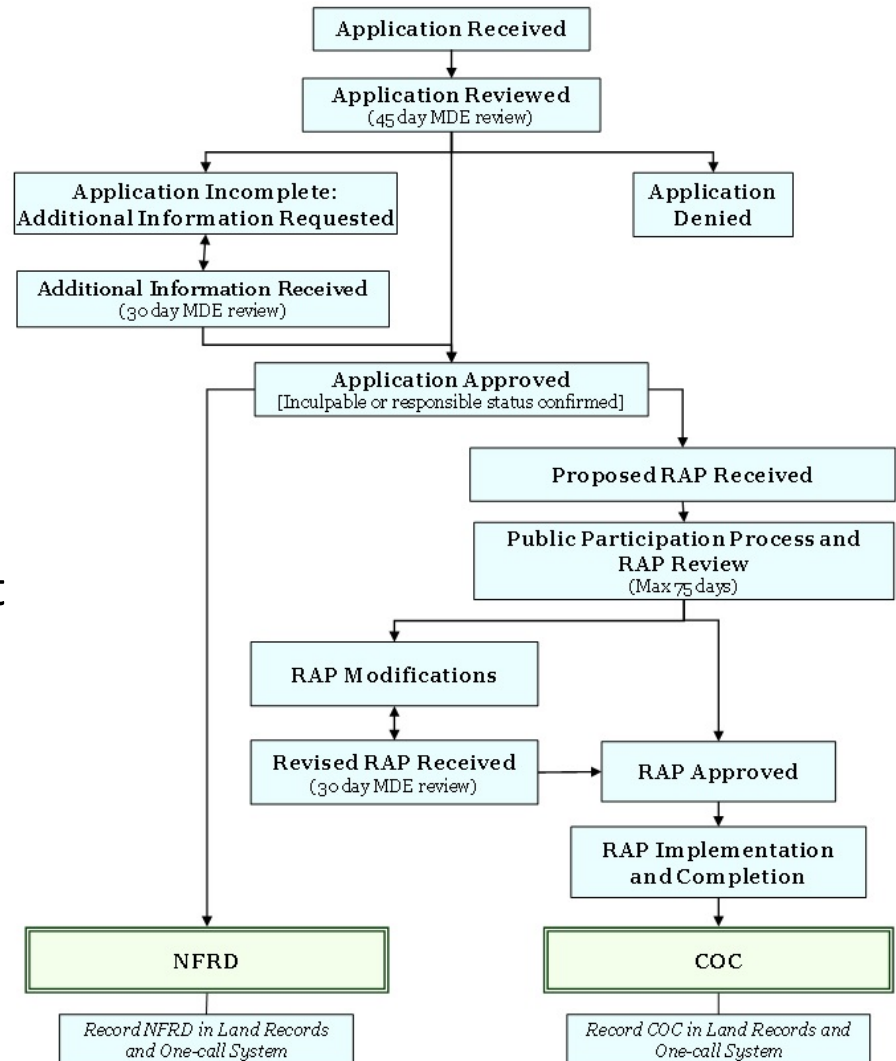 Application Received
Application Reviewed
(45 day MDE review)
Application Incomplete:
Additional Information Requested
Application
Denied
Additional Information Received
(30 day MDE review)
Application Approved
[Inculpable or responsible status confirmed]
Proposed RAP Received
Public Participation Process and
RAP Review
(Max 75 days)
t
RAP Modifications
Revised RAP Received
(30 day MDE review)
RAP Approved
RAP Implementation
and Completion
NFRD
COC
Record NFRD in Land Records
and One-call System
Record COC in Land Records and
One-call System